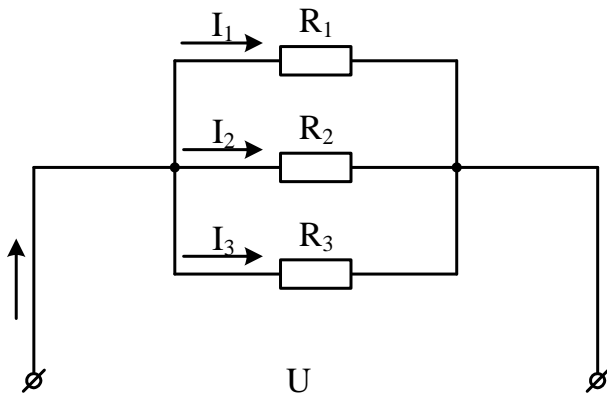 I₁ R₁
I₂ R₂
I₃ R₃
U